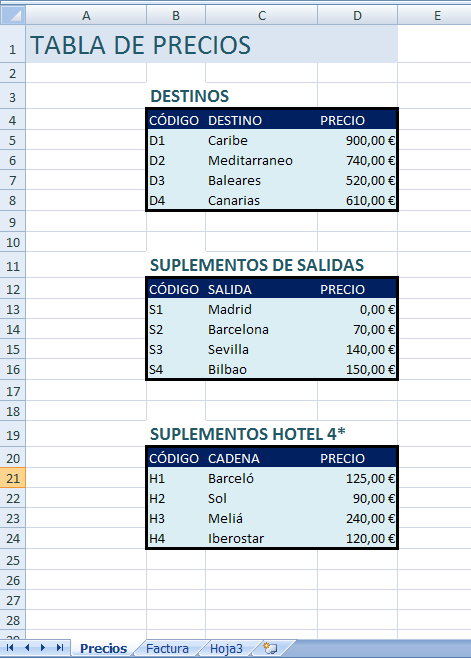 A B C D E
1 TABLA DE PRECIOS
2
3 DESTINOS
4 CÓDIGO DESTINO PRECIO
5 D1 Caribe 900,00 €
6 D2 Meditarraneo 740,00 €
7 D3 Baleares 520,00 €
8 D4 Canarias 610,00 €
9
10
11 SUPLEMENTOS DE SALIDAS
12 CÓDIGO SALIDA PRECIO
13 S1 Madrid 0,00 €
14 S2 Barcelona 70,00 €
15 S3 Sevilla 140,00 €
16 S4 Bilbao 150,00 €
17
18
19 SUPLEMENTOS HOTEL 4*
20 CÓDIGO CADENA PRECIO
21 H1 Barceló 125,00 €
22 H2 Sol 90,00 €
23 H3 Meliá 240,00 €
24 H4 Iberostar 120,00 €
25
26
27
28
Precios Factura Hoja3